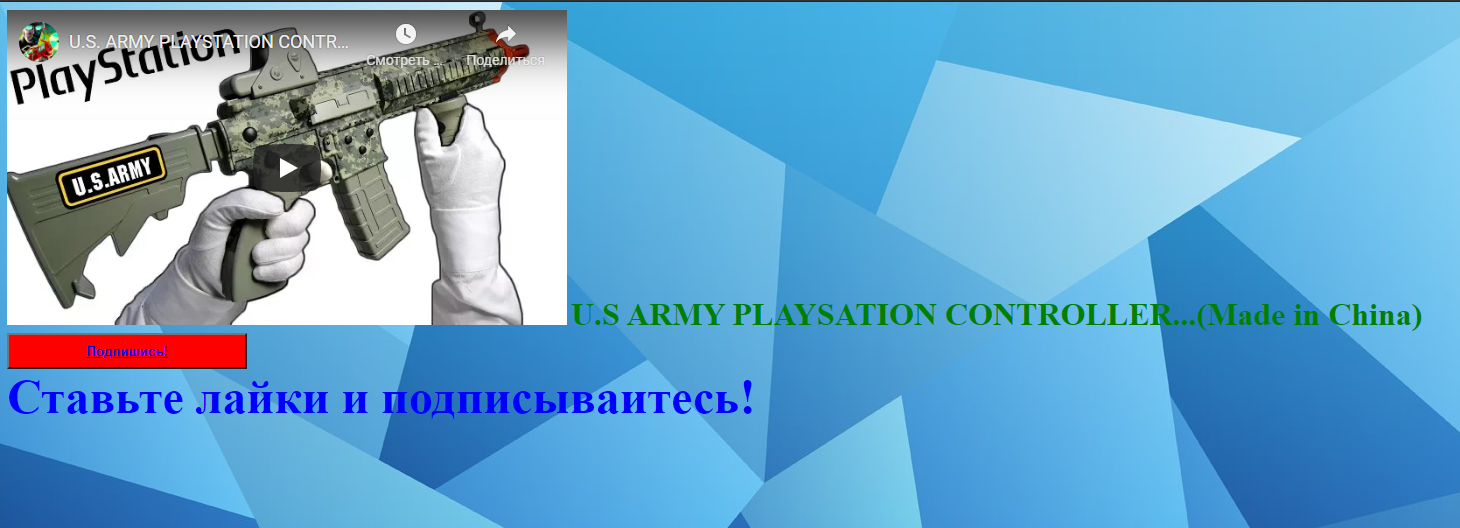 U.S. ARMY PLAYSTATION CONTR...
Смотреть ...
Поделиться
PlayStation
U.S.ARMY
U.S ARMY PLAYSATION CONTROLLER...(Made in China)
Подпишись!
Ставьте лайки и подписываитесь!